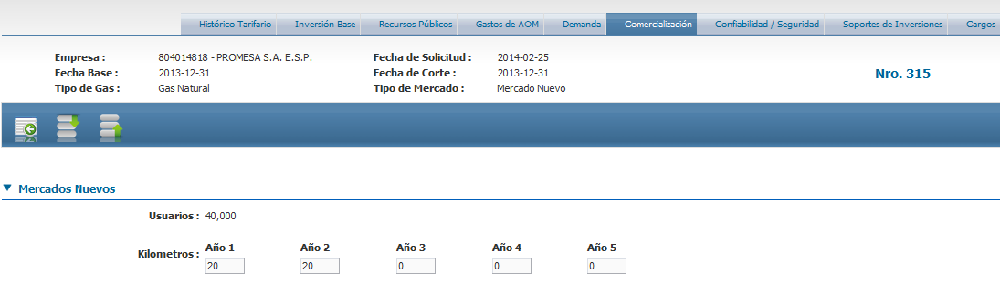 Histórico Tarifario Inversión Base Recursos Públicos Gastos de AOM Demanda Comercialización Confiabilidad / Seguridad Soportes de Inversiones Cargos
Empresa : 804014818 - PROMESA S.A. E.S.P. Fecha de Solicitud : 2014-02-25
Fecha Base : 2013-12-31 Fecha de Corte : 2013-12-31 Nro. 315
Tipo de Gas : Gas Natural Tipo de Mercado : Mercado Nuevo
Mercados Nuevos
Usuarios : 40,000
Año 1 Año 2 Año 3 Año 4 Año 5
Kilometros : 20 20 0 0 0